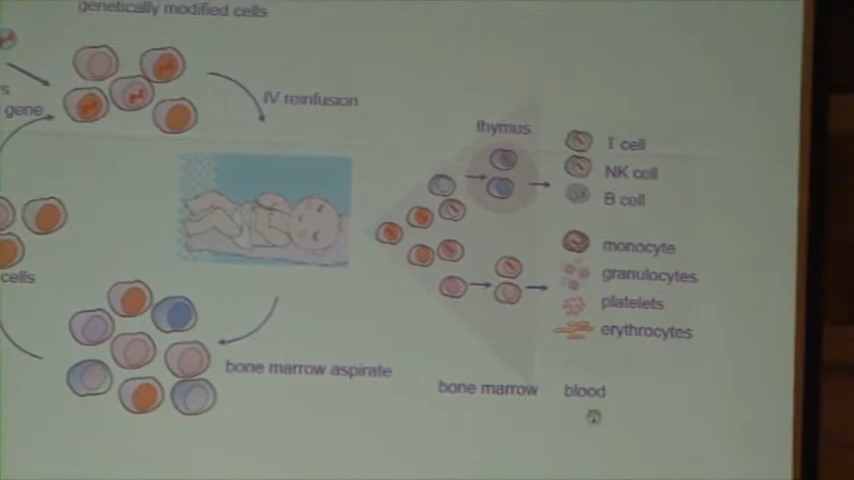 genetically modified cells
gene
IV reinfusion
thymus
T cell
NK cell
B cell
monocyte
granulocytes
platelets
erythrocytes
cells
bone marrow aspirate
bone marrow
blood